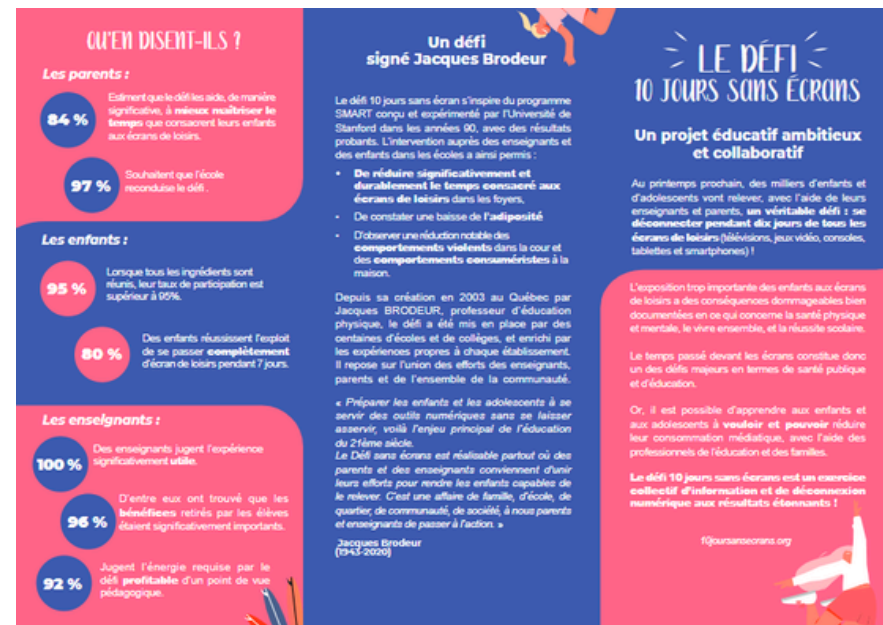 QU'EN DISENT-ILS ?
Les parents :
84 %
Estiment que le défi les aide, de manière
significative, à mieux maîtriser le
temps que consacrent leurs enfants
aux écrans de loisirs.
97 %
Souhaitent que l'école
reconduise le défi .
Les enfants :
95 %
Lorsque tous les ingrédients sont
réunis, leur taux de participation est
supérieur à 95%.
80 %
Des enfants réussissent l'exploit
de se passer complètement
d'écran de loisirs pendant 7 jours.
Les enseignants :
100 %
Des enseignants jugent l'expérience
significativement utile.
96 %
D'entre eux ont trouvé que les
bénéfices retirés par les élèves
étaient significativement importants.
92 %
Jugent l'énergie requise par le
défi profitable d'un point de vue
pédagogique.
Un défi
signé Jacques Brodeur
Le défi 10 jours sans écran s'inspire du programme
SMART conçu et expérimenté par l'Université de
Stanford dans les années 90, avec des résultats
probants. L'intervention auprès des enseignants et
des enfants dans les écoles a ainsi permis :
• De réduire significativement et
durablement le temps consacré aux
écrans de loisirs dans les foyers,
- De constater une baisse de l'adiposité
- D'observer une réduction notable des
comportements violents dans la cour et
des comportements consuméristes à la
maison.
Depuis sa création en 2003 au Québec par
Jacques BRODEUR, professeur d'éducation
physique, le défi a été mis en place par des
centaines d'écoles et de collèges, et enrichi par
les expériences propres à chaque établissement.
Il repose sur l'union des efforts des enseignants,
parents et de l'ensemble de la communauté.
« Préparer les enfants et les adolescents à se
servir des outils numériques sans se laisser
asservir, voilà l'enjeu principal de l'éducation
du 21ème siècle.
Le Défi sans écrans est réalisable partout où des
parents et des enseignants conviennent d'unir
leurs efforts pour rendre les enfants capables de
le relever. C'est une affaire de famille, d'école, de
quartier, de communauté, de société, à nous parents
et enseignants de passer à l'action. »
Jacques Brodeur
(1943-2020)
LE DÉFI
10 JOURS SANS ÉCRANS
Un projet éducatif ambitieux
et collaboratif
Au printemps prochain, des milliers d'enfants et
d'adolescents vont relever, avec l'aide de leurs
enseignants et parents, un véritable défi : se
déconnecter pendant dix jours de tous les
écrans de loisirs (télévisions, jeux vidéo, consoles,
tablettes et smartphones) !
L'exposition trop importante des enfants aux écrans
de loisirs a des conséquences dommageables bien
documentées en ce qui concerne la santé physique
et mentale, le vivre ensemble, et la réussite scolaire.
Le temps passé devant les écrans constitue donc
un des défis majeurs en termes de santé publique
et d'éducation.
Or, il est possible d'apprendre aux enfants et
aux adolescents à vouloir et pouvoir réduire
leur consommation médiatique, avec l'aide des
professionnels de l'éducation et des familles.
Le défi 10 jours sans écrans est un exercice
collectif d'information et de déconnexion
numérique aux résultats étonnants !
10joursansecrans.org